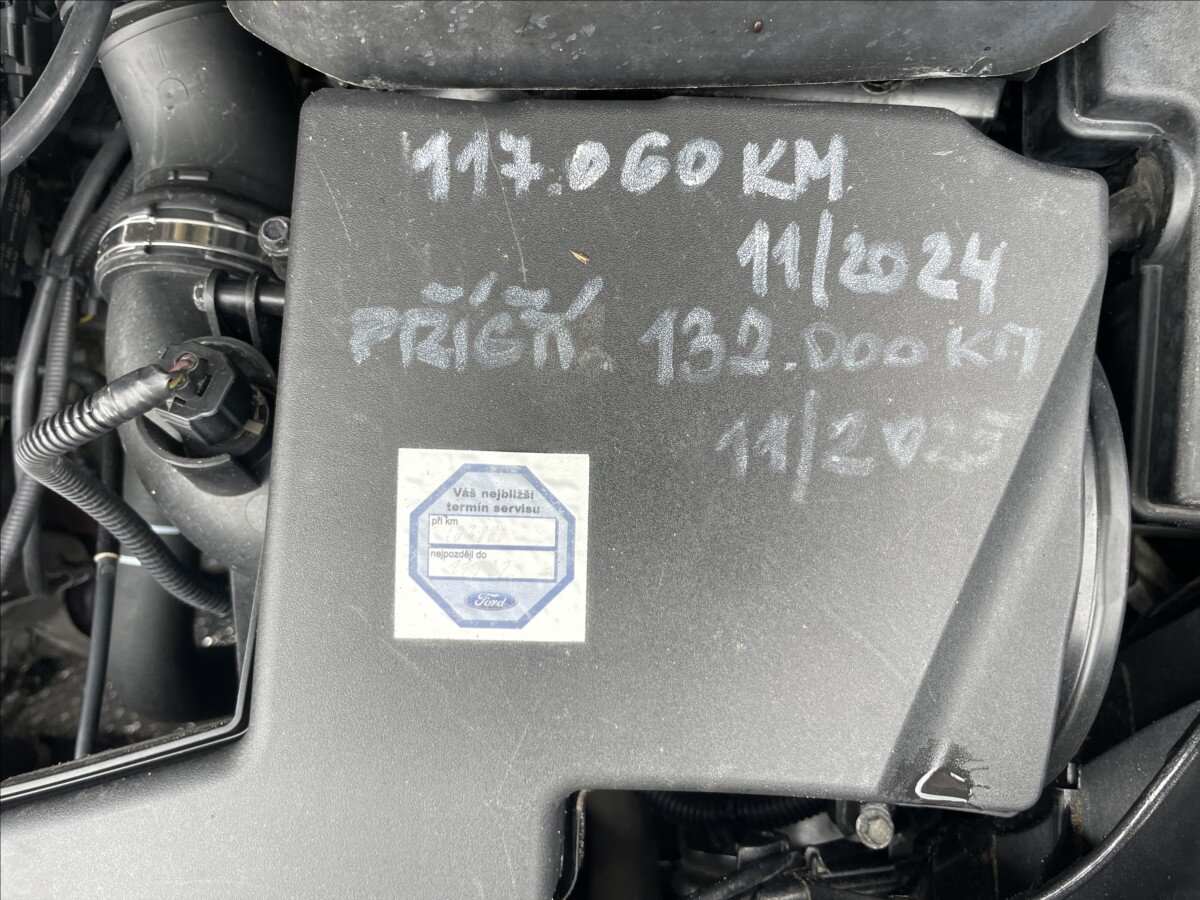 117.060 KM
11/2024
PŘÍŠTÍ 132.000 KM
11/2025
Váš nejbližší
termín servisu
při km
107000
nejpozději do
Ford